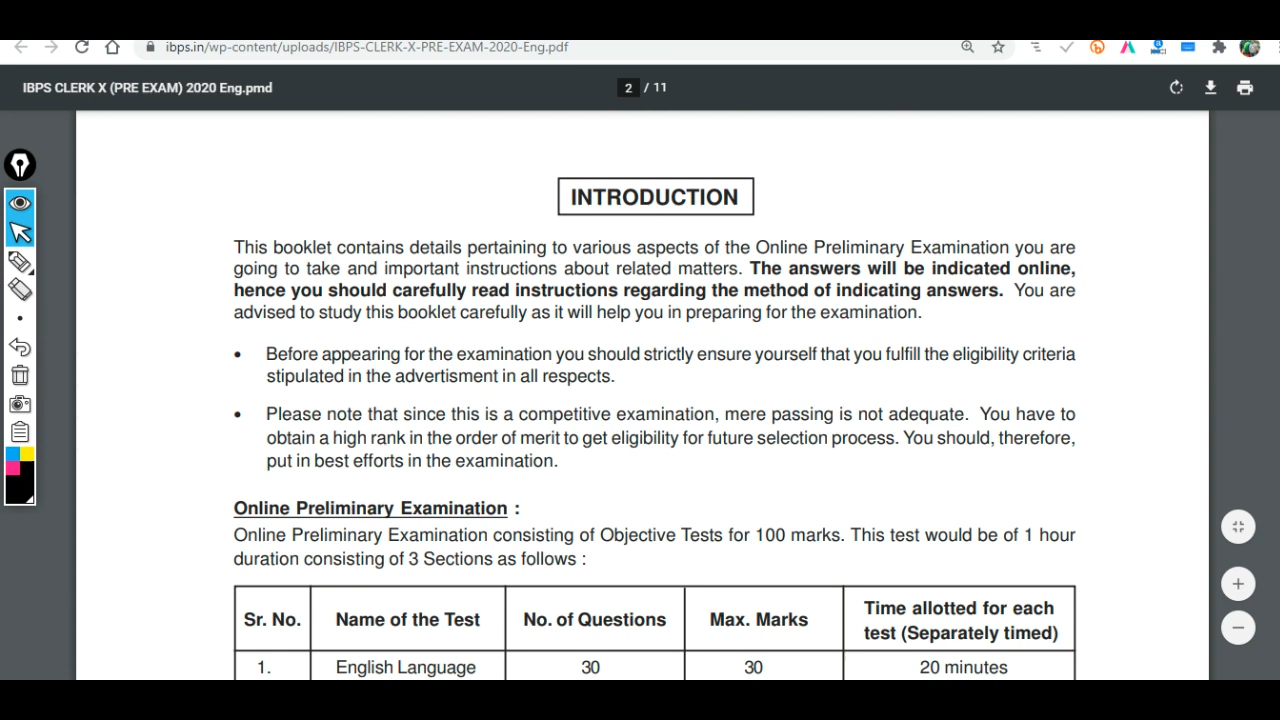 ibps.in/wp-content/uploads/IBPS-CLERK-X-PRE-EXAM-2020-Eng.pdf
IBPS CLERK X (PRE EXAM) 2020 Eng.pmd
2 / 11
INTRODUCTION
This booklet contains details pertaining to various aspects of the Online Preliminary Examination you are
going to take and important instructions about related matters. The answers will be indicated online,
hence you should carefully read instructions regarding the method of indicating answers. You are
advised to study this booklet carefully as it will help you in preparing for the examination.
• Before appearing for the examination you should strictly ensure yourself that you fulfill the eligibility criteria
stipulated in the advertisment in all respects.
• Please note that since this is a competitive examination, mere passing is not adequate. You have to
obtain a high rank in the order of merit to get eligibility for future selection process. You should, therefore,
put in best efforts in the examination.
Online Preliminary Examination :
Online Preliminary Examination consisting of Objective Tests for 100 marks. This test would be of 1 hour
duration consisting of 3 Sections as follows :
Sr. No. Name of the Test No. of Questions Max. Marks Time allotted for each
test (Separately timed)
1. English Language 30 30 20 minutes